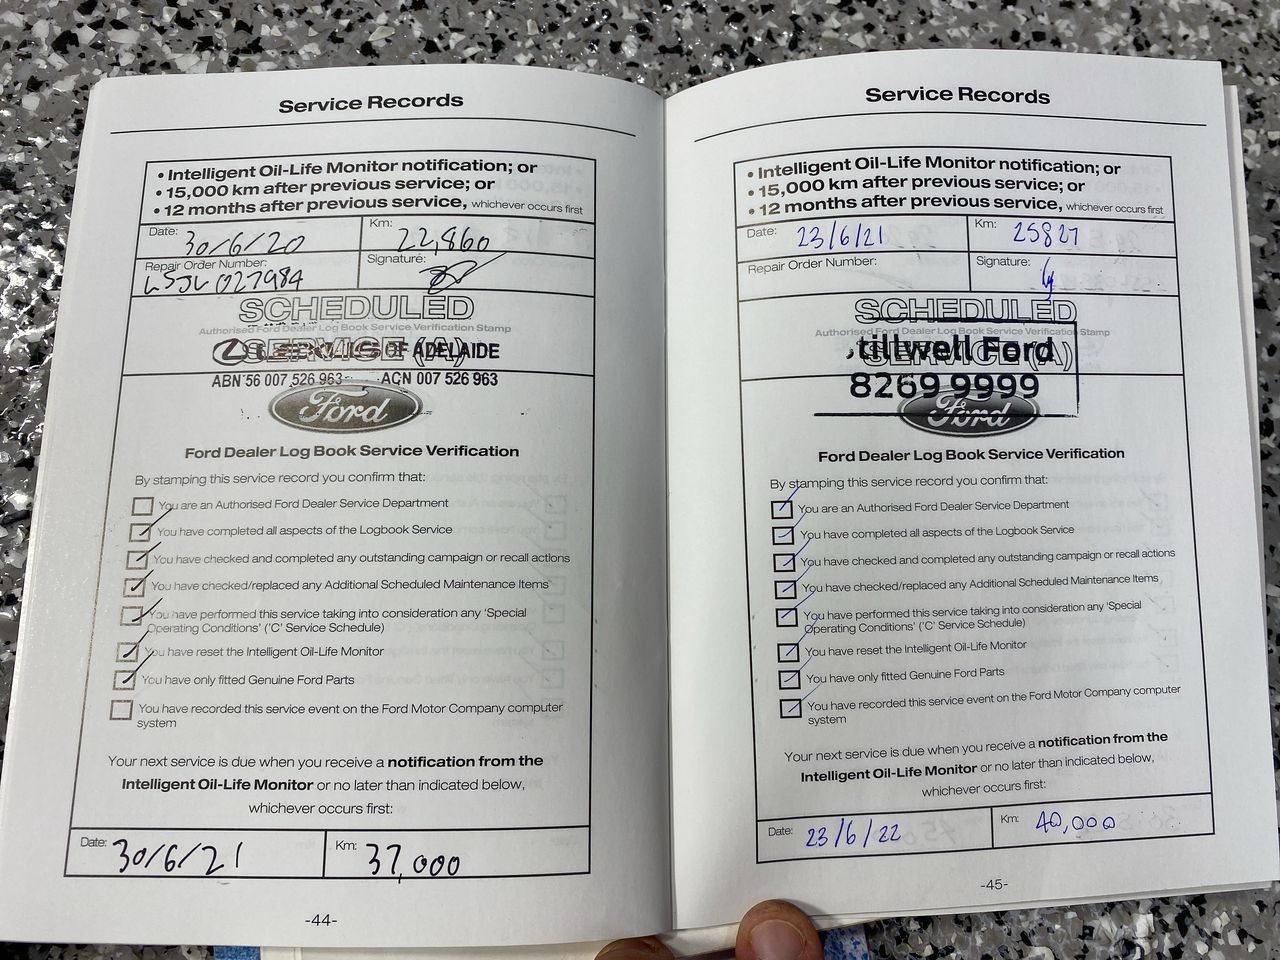 Service Records
• Intelligent Oil-Life Monitor notification; or
• 15,000 km after previous service; or
• 12 months after previous service, whichever occurs first
Date: 30/6/20 Km: 22,860
Repair Order Number: 027984 Signature:
SCHEDULED
Authorised Ford Dealer Log Book Service Verification Stamp
SERVICE (A)
OF ADELAIDE
ABN 56 007 526 963 ACN 007 526 963
Ford
Ford Dealer Log Book Service Verification
By stamping this service record you confirm that:
You are an Authorised Ford Dealer Service Department
You have completed all aspects of the Logbook Service
You have checked and completed any outstanding campaign or recall actions
You have checked/replaced any Additional Scheduled Maintenance Items
You have performed this service taking into consideration any ‘Special
Operating Conditions’ (‘C’ Service Schedule)
You have reset the Intelligent Oil-Life Monitor
You have only fitted Genuine Ford Parts
You have recorded this service event on the Ford Motor Company computer
system
Your next service is due when you receive a notification from the
Intelligent Oil-Life Monitor or no later than indicated below,
whichever occurs first:
Date: 30/6/21 Km: 37,000
-44-
Service Records
• Intelligent Oil-Life Monitor notification; or
• 15,000 km after previous service; or
• 12 months after previous service, whichever occurs first
Date: 23/6/21 Km: 25827
Repair Order Number: Signature:
SCHEDULED
Authorised Ford Dealer Log Book Service Verification Stamp
SERVICE (A)
tillwell Ford
8269 9999
Ford
Ford Dealer Log Book Service Verification
By stamping this service record you confirm that:
You are an Authorised Ford Dealer Service Department
You have completed all aspects of the Logbook Service
You have checked and completed any outstanding campaign or recall actions
You have checked/replaced any Additional Scheduled Maintenance Items
You have performed this service taking into consideration any ‘Special
Operating Conditions’ (‘C’ Service Schedule)
You have reset the Intelligent Oil-Life Monitor
You have only fitted Genuine Ford Parts
You have recorded this service event on the Ford Motor Company computer
system
Your next service is due when you receive a notification from the
Intelligent Oil-Life Monitor or no later than indicated below,
whichever occurs first:
Date: 23/6/22 Km: 40,000
-45-